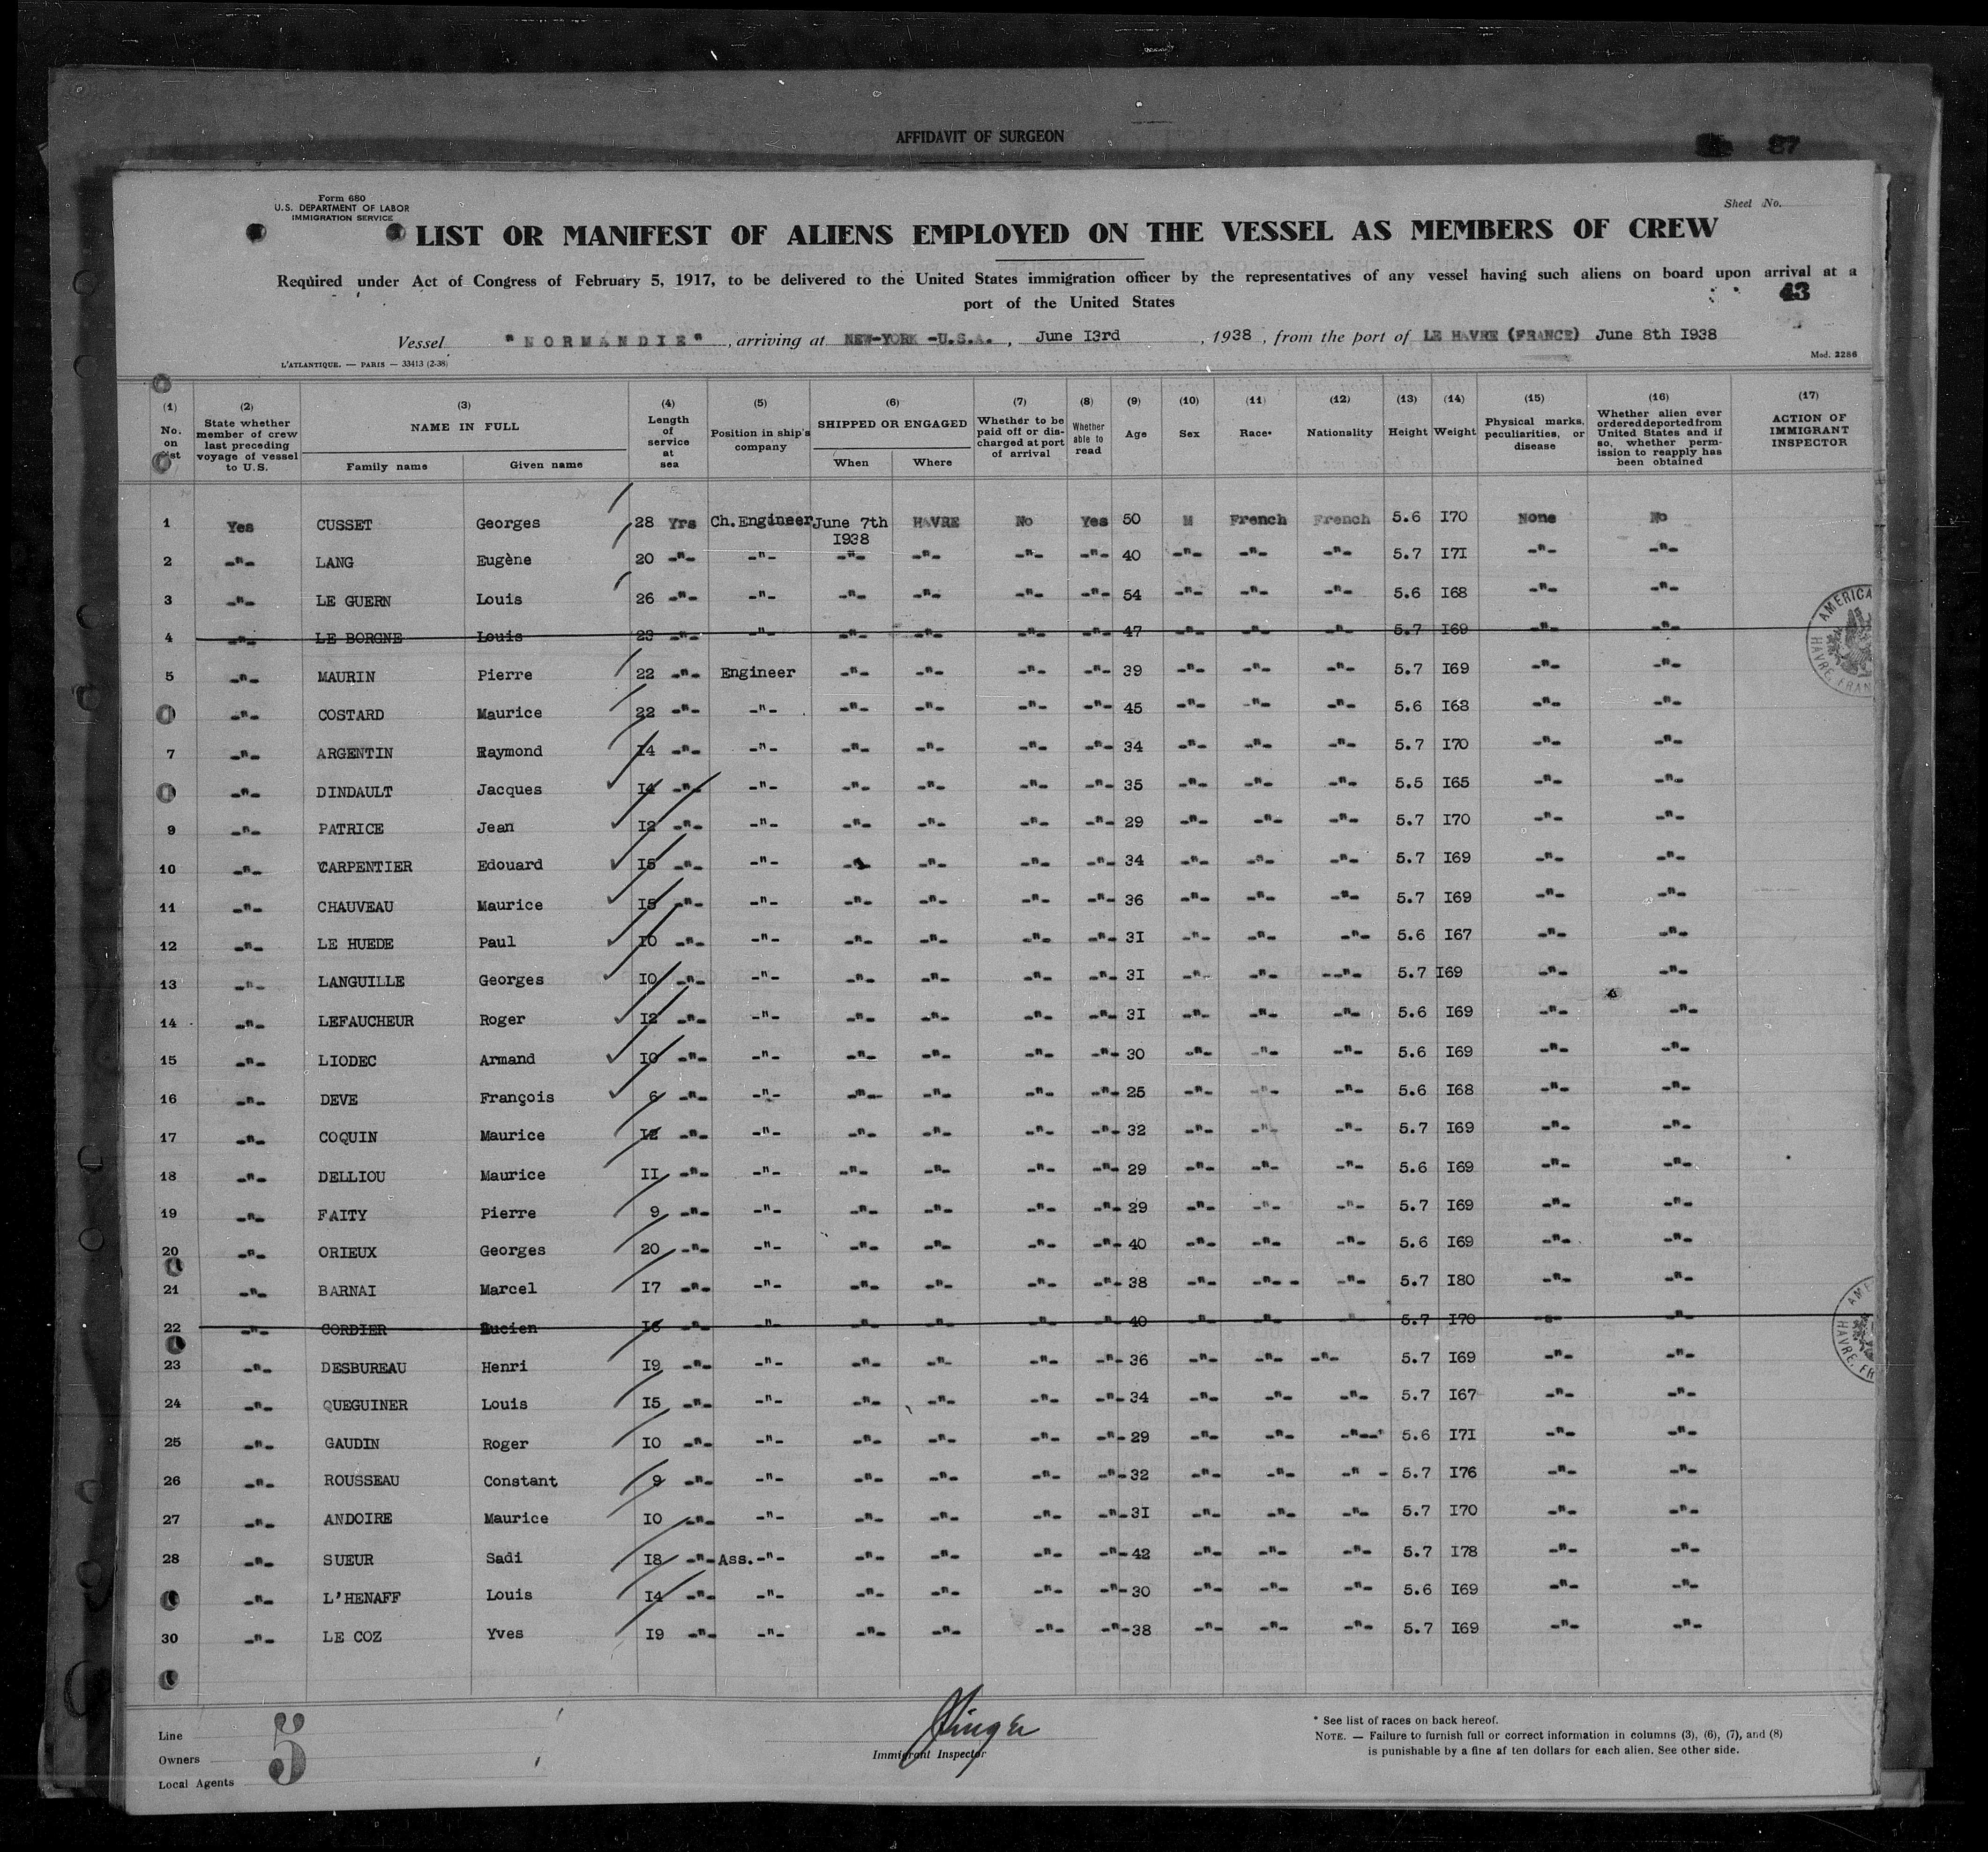 AFFIDAVIT OF SURGEON
87
Form 680
U.S. DEPARTMENT OF LABOR
IMMIGRATION SERVICE
Sheet No.
LIST OR MANIFEST OF ALIENS EMPLOYED ON THE VESSEL AS MEMBERS OF CREW
Required under Act of Congress of February 5, 1917, to be delivered to the United States immigration officer by the representatives of any vessel having such aliens on board upon arrival at a
port of the United States
43
Vessel "NORMANDIE", arriving at NEW-YORK -U.S.A., June I3rd, 1938, from the port of LE HAVRE (FRANCE) June 8th I938
L'ATLANTIQUE. — PARIS — 33413 (2-38)
Mod. 2286
(1) No. on list (2) State whether member of crew last preceding voyage of vessel to U.S. (3) NAME IN FULL Family name Given name (4) Length of service at sea (5) Position in ship's company (6) SHIPPED OR ENGAGED When Where (7) Whether to be paid off or discharged at port of arrival (8) Whether able to read (9) Age (10) Sex (11) Race* (12) Nationality (13) Height (14) Weight (15) Physical marks, peculiarities, or disease (16) Whether alien ever ordered deported from United States and if so, whether permission to reapply has been obtained (17) ACTION OF IMMIGRANT INSPECTOR
1 Yes CUSSET Georges 28 Yrs Ch.Engineer June 7th I938 HAVRE No Yes 50 M French French 5.6 I70 None No
2 -"- LANG Eugène 20 -"- -"- -"- -"- -"- -"- 40 -"- -"- -"- 5.7 I7I -"- -"-
3 -"- LE GUERN Louis 26 -"- -"- -"- -"- -"- -"- 54 -"- -"- -"- 5.6 I68 -"- -"-
4 -"- LE BORGNE Louis 23 -"- -"- -"- -"- -"- -"- 47 -"- -"- -"- 5.7 I69 -"- -"-
5 -"- MAURIN Pierre 22 -"- Engineer -"- -"- -"- -"- 39 -"- -"- -"- 5.7 I69 -"- -"-
-"- COSTARD Maurice 22 -"- -"- -"- -"- -"- -"- 45 -"- -"- -"- 5.6 I68 -"- -"-
7 -"- ARGENTIN Raymond I4 -"- -"- -"- -"- -"- -"- 34 -"- -"- -"- 5.7 I70 -"- -"-
-"- DINDAULT Jacques I4 -"- -"- -"- -"- -"- -"- 35 -"- -"- -"- 5.5 I65 -"- -"-
9 -"- PATRICE Jean I2 -"- -"- -"- -"- -"- -"- 29 -"- -"- -"- 5.7 I70 -"- -"-
10 -"- CARPENTIER Edouard I5 -"- -"- -"- -"- -"- -"- 34 -"- -"- -"- 5.7 I69 -"- -"-
11 -"- CHAUVEAU Maurice I5 -"- -"- -"- -"- -"- -"- 36 -"- -"- -"- 5.7 I69 -"- -"-
12 -"- LE HUEDE Paul I0 -"- -"- -"- -"- -"- -"- 3I -"- -"- -"- 5.6 I67 -"- -"-
13 -"- LANGUILLE Georges I0 -"- -"- -"- -"- -"- -"- 3I -"- -"- --"- 5.7 I69 -"- -"-
14 -"- LEFAUCHEUR Roger I2 -"- -"- -"- -"- -"- -"- 3I -"- -"- -"- 5.6 I69 -"- -"-
15 -"- LIODEC Armand I0 -"- -"- -"- -"- -"- -"- 30 -"- -"- -"- 5.6 I69 -"- -"-
16 -"- DEVE François 6 -"- -"- -"- -"- -"- -"- 25 -"- -"- -"- 5.6 I68 -"- -"-
17 -"- COQUIN Maurice I2 -"- -"- -"- -"- -"- -"- 32 -"- -"- -"- 5.7 I69 -"- -"-
18 -"- DELLIOU Maurice II -"- -"- -"- -"- -"- -"- 29 -"- -"- -"- 5.6 I69 -"- -"-
19 -"- FAITY Pierre 9 -"- -"- -"- -"- -"- -"- 29 -"- -"- -"- 5.7 I69 -"- -"-
20 -"- ORIEUX Georges 20 -"- -"- -"- -"- -"- -"- 40 -"- -"- -"- 5.6 I69 -"- -"-
21 -"- BARNAI Marcel I7 -"- -"- -"- -"- -"- -"- 38 -"- -"- - -"- 5.7 I80 -"- -"-
22 -"- CORDIER Lucien I6 -"- -"- -"- -"- -"- -"- 40 -"- -"- -"- 5.7 I70 -"- -"-
23 -"- DESBUREAU Henri I9 -"- -"- -"- -"- -"- -"- 36 -"- -"- -"- 5.7 I69 -"- -"-
24 -"- QUEGUINER Louis I5 -"- -"- -"- -"- -"- -"- 34 -"- -"- -"- 5.7 I67 -"- -"-
25 -"- GAUDIN Roger I0 -"- -"- -"- -"- -"- -"- 29 -"- -"- -"- 5.6 I7I -"- -"-
26 -"- ROUSSEAU Constant 9 -"- -"- -"- -"- -"- -"- 32 -"- -"- -" - 5.7 I76 -"- -"-
27 -"- ANDOIRE Maurice I0 -"- -"- -"- -"- -"- -"- 3I -"- -"- -"- 5.7 I70 -"- -"-
28 -"- SUEUR Sadi I8 -"- Ass.-"- -"- -"- -"- -"- 42 -"- -"- -"- 5.7 I78 -"- -"-
-"- L'HENAFF Louis I4 -"- -"- -"- -"- -"- -"- 30 -"- -"- -"- 5.6 I69 -"- -"-
30 -"- LE COZ Yves I9 -"- -"- -"- -"- -"- -"- 38 -"- -"- -"- 5.7 I69 -"- -"-
AMERICA
HAVRE, FRAN
HAVRE, FR
Line
Owners
Local Agents
5
Immigrant Inspector
* See list of races on back hereof.
NOTE. — Failure to furnish full or correct information in columns (3), (6), (7), and (8)
is punishable by a fine af ten dollars for each alien. See other side.